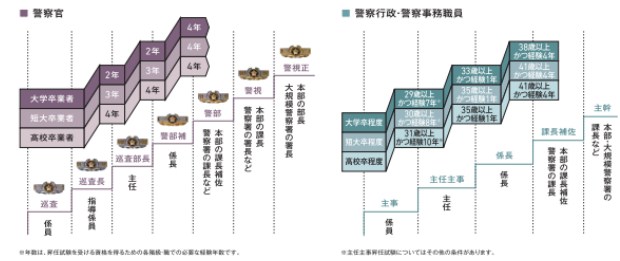 ■ 警察官
4年
4年
4年
2年
3年
4年
2年
3年
4年
大学卒業者
短大卒業者
高校卒業者
巡査
係員
巡査長
指導係員
巡査部長
主任
警部補
係長
警部
本部の課長補佐
警察署の課長など
警視
本部の課長
警察署の署長など
警視正
本部の部長
大規模警察署の署長
※年数は、昇任試験を受ける資格を得るための各階級・職での必要な経験年数です。
■ 警察行政・警察事務職員
38歳以上
かつ経験4年
41歳以上
かつ経験4年
41歳以上
かつ経験4年
33歳以上
かつ経験1年
35歳以上
かつ経験1年
35歳以上
かつ経験1年
29歳以上
かつ経験7年※
30歳以上
かつ経験8年※
31歳以上
かつ経験10年※
大学卒程度
短大卒程度
高校卒程度
主事
係員
主任主事
主任
係長
係長
課長補佐
本部の課長補佐
警察署の課長
主幹
本部・大規模警察署の
課長など
※主任主事昇任試験についてはその他の条件があります。